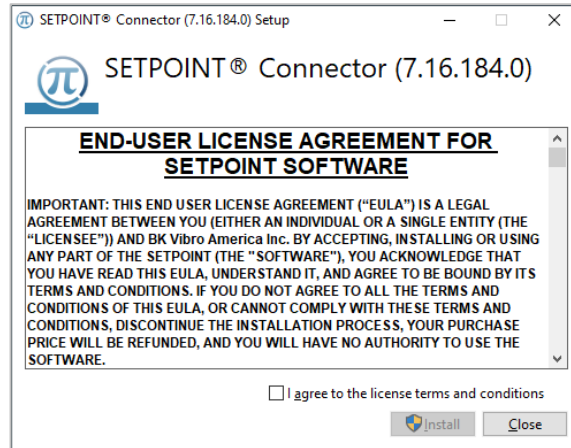 SETPOINT® Connector (7.16.184.0) Setup
SETPOINT® Connector (7.16.184.0)
END-USER LICENSE AGREEMENT FOR
SETPOINT SOFTWARE
IMPORTANT: THIS END USER LICENSE AGREEMENT (“EULA”) IS A LEGAL
AGREEMENT BETWEEN YOU (EITHER AN INDIVIDUAL OR A SINGLE ENTITY (THE
“LICENSEE”)) AND BK Vibro America Inc. BY ACCEPTING, INSTALLING OR USING
ANY PART OF THE SETPOINT (THE "SOFTWARE"), YOU ACKNOWLEDGE THAT
YOU HAVE READ THIS EULA, UNDERSTAND IT, AND AGREE TO BE BOUND BY ITS
TERMS AND CONDITIONS. IF YOU DO NOT AGREE TO ALL THE TERMS AND
CONDITIONS OF THIS EULA, OR CANNOT COMPLY WITH THESE TERMS AND
CONDITIONS, DISCONTINUE THE INSTALLATION PROCESS, YOUR PURCHASE
PRICE WILL BE REFUNDED, AND YOU WILL HAVE NO AUTHORITY TO USE THE
SOFTWARE.
I agree to the license terms and conditions
Install Close